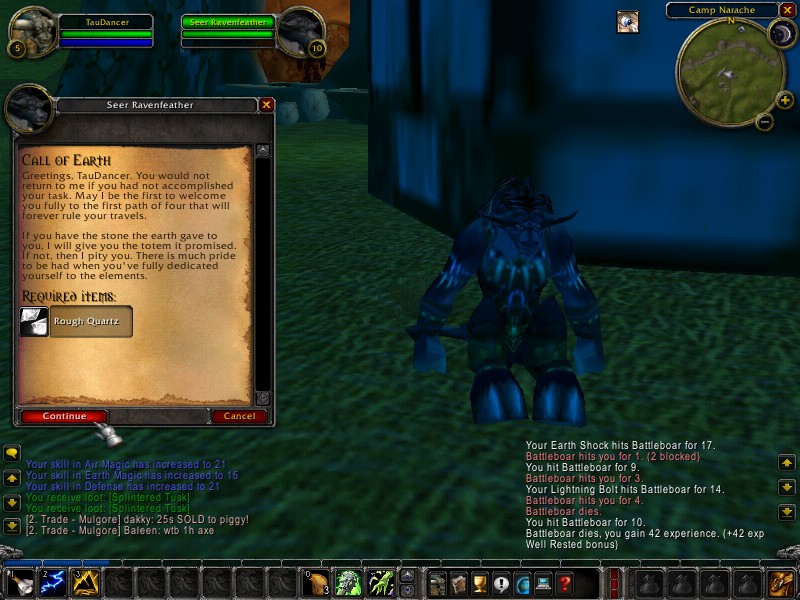 TauDancer
5
Seer Ravenfeather
10
Camp Narache
N
Seer Ravenfeather
Call of Earth
Greetings, TauDancer. You would not
return to me if you had not accomplished
your task. May I be the first to welcome
you fully to the first path of four that will
forever rule your travels.
If you have the stone the earth gave to
you, I will give you the totem it promised.
If not, then I pity you. There is much pride
to be had when you've fully dedicated
yourself to the elements.
Required items:
Rough Quartz
Continue
Cancel
Your skill in Air Magic has increased to 21
Your skill in Earth Magic has increased to 15
Your skill in Defense has increased to 21
You receive loot: [Splintered Tusk]
You receive loot: [Splintered Tusk]
[2. Trade - Mulgore] dakky: 25s SOLD to piggy!
[2. Trade - Mulgore] Baleen: wtb 1h axe
Your Earth Shock hits Battleboar for 17.
Battleboar hits you for 1. (2 blocked)
You hit Battleboar for 9.
Battleboar hits you for 3.
Your Lightning Bolt hits Battleboar for 14.
Battleboar hits you for 4.
Battleboar dies.
You hit Battleboar for 10.
Battleboar dies, you gain 42 experience. (+42 exp
Well Rested bonus)
1
2
3
0
3